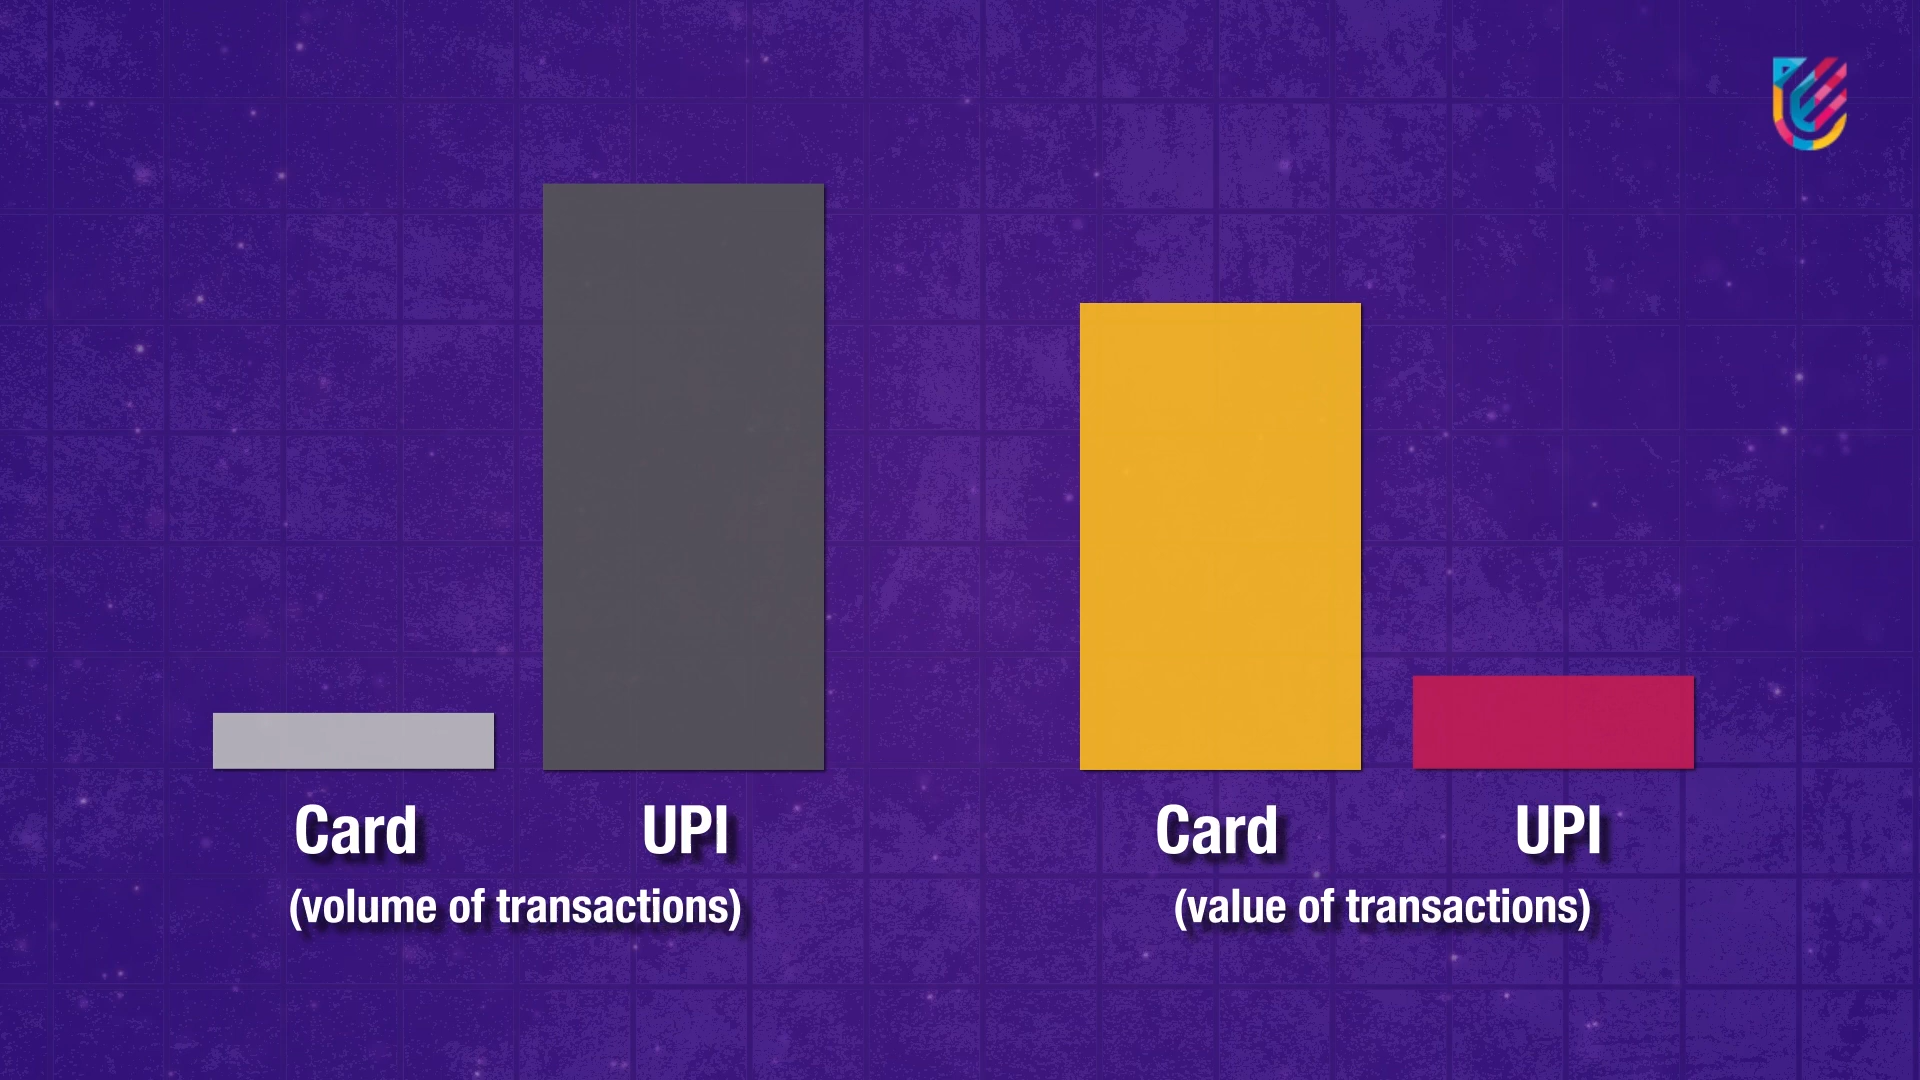 Card
UPI
(volume of transactions)
Card
UPI
(value of transactions)